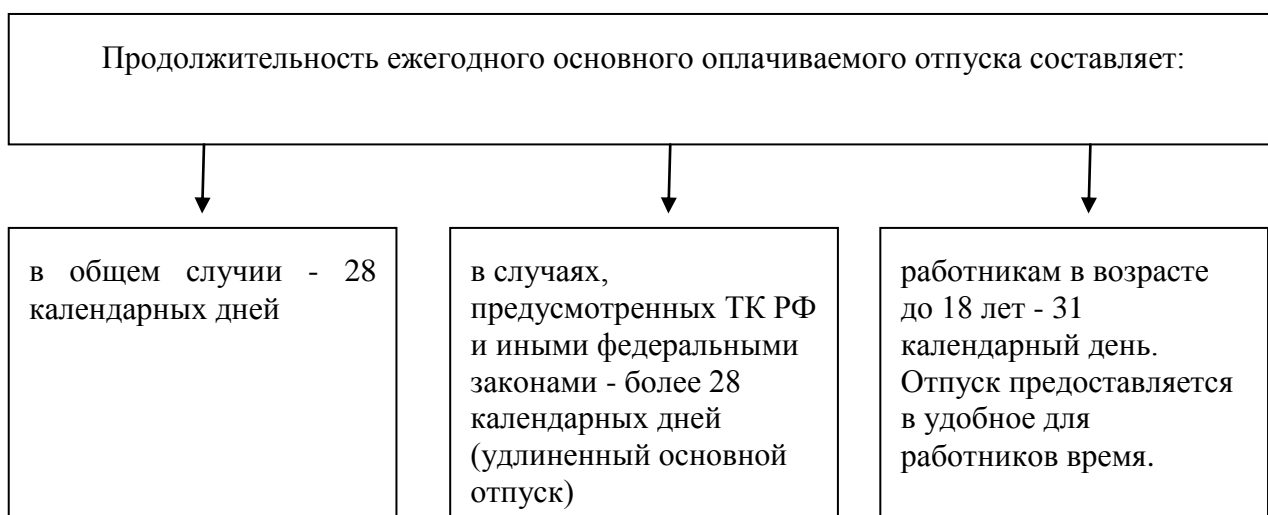 Продолжительность ежегодного основного оплачиваемого отпуска составляет:
в общем случии - 28
календарных дней
в случаях,
предусмотренных ТК РФ
и иными федеральными
законами - более 28
календарных дней
(удлиненный основной
отпуск)
работникам в возрасте
до 18 лет - 31
календарный день.
Отпуск предоставляется
в удобное для
работников время.